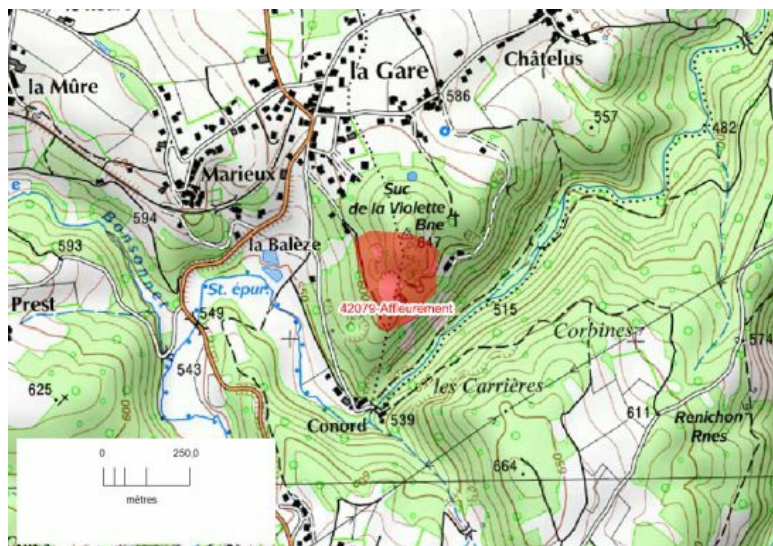 la Gare
Châtelus
la Mûre
586
557
482
Marieux
Suc
de la Violette
Bne
647
594
Bonsonnet
593
la Balèze
St. épur.
Prest
42079-Affleurement
515
549
Corbines
574
543
les Carrières
625
600
Conord
539
611
Renichon
Rnes
664
650
0 250,0
mètres